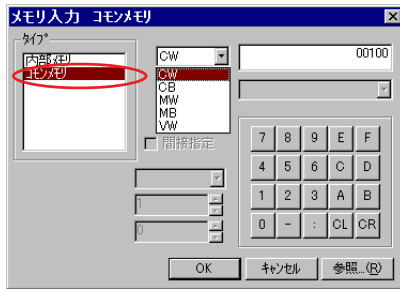 メモリ入力 コモンメモリ
タイプ
内部メモリ
コモンメモリ
CW
00100
CW
CB
MW
MB
VW
間接指定
7 8 9 E F
4 5 6 C D
1 2 3 A B
0 - : CL CR
1
0
OK キャンセル 参照...(R)